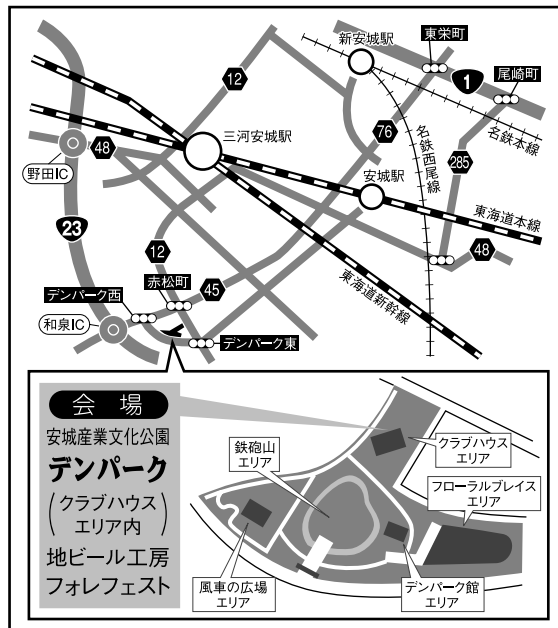 新安城駅
東栄町
尾崎町
1
12
76
名鉄本線
三河安城駅
48
野田IC
名鉄西尾線
285
安城駅
東海道本線
23
12
赤松町
45
48
デンパーク西
東海道新幹線
和泉IC
デンパーク東
会場
安城産業文化公園
デンパーク
(クラブハウス
エリア内)
地ビール工房
フォレフェスト
鉄砲山
エリア
クラブハウス
エリア
フローラルプレイス
エリア
風車の広場
エリア
デンパーク館
エリア